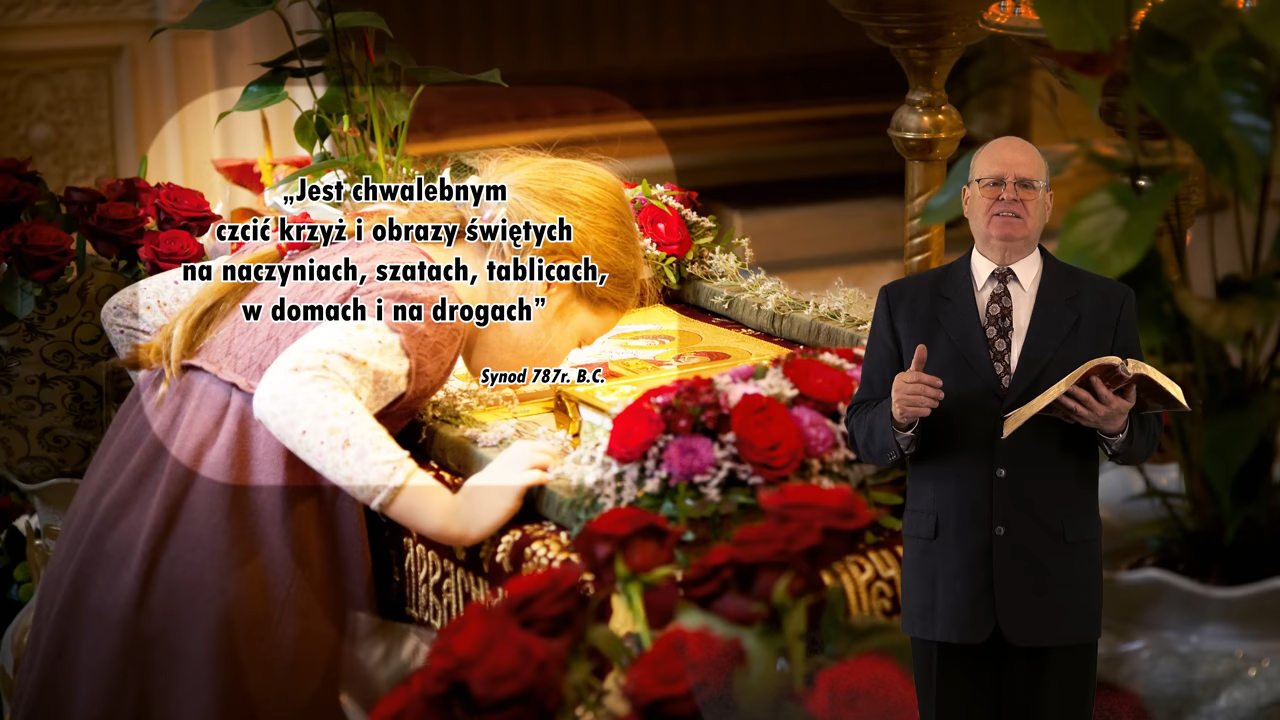 „Jest chwalebnym
czcić krzyż i obrazy świętych
na naczyniach, szatach, tablicach,
w domach i na drogach”
Synod 787r. B.C.